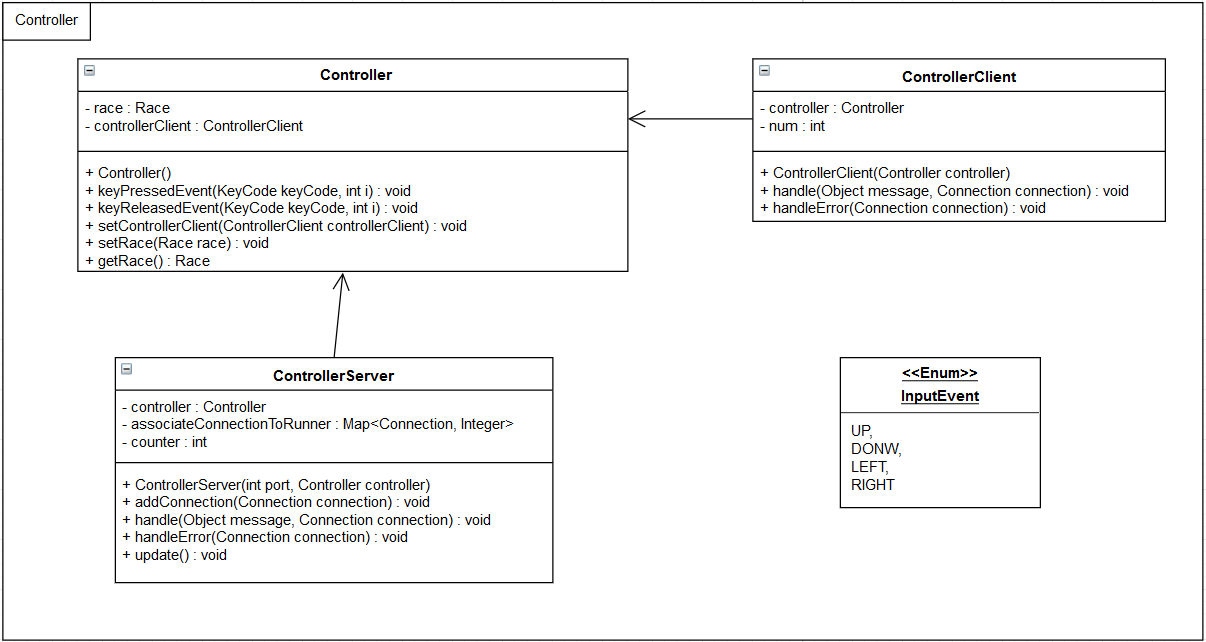 Controller
Controller
- race : Race
- controllerClient : ControllerClient
+ Controller()
+ keyPressedEvent(KeyCode keyCode, int i) : void
+ keyReleasedEvent(KeyCode keyCode, int i) : void
+ setControllerClient(ControllerClient controllerClient) : void
+ setRace(Race race) : void
+ getRace() : Race
ControllerClient
- controller : Controller
- num : int
+ ControllerClient(Controller controller)
+ handle(Object message, Connection connection) : void
+ handleError(Connection connection) : void
ControllerServer
- controller : Controller
- associateConnectionToRunner : Map<Connection, Integer>
- counter : int
+ ControllerServer(int port, Controller controller)
+ addConnection(Connection connection) : void
+ handle(Object message, Connection connection) : void
+ handleError(Connection connection) : void
+ update() : void
<<Enum>>
InputEvent
UP,
DONW,
LEFT,
RIGHT